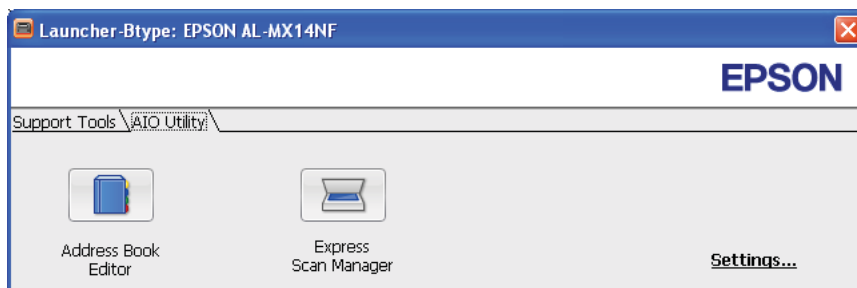 Launcher-Btype: EPSON AL-MX14NF
EPSON
Support Tools AIO Utility
Address Book
Editor
Express
Scan Manager
Settings...